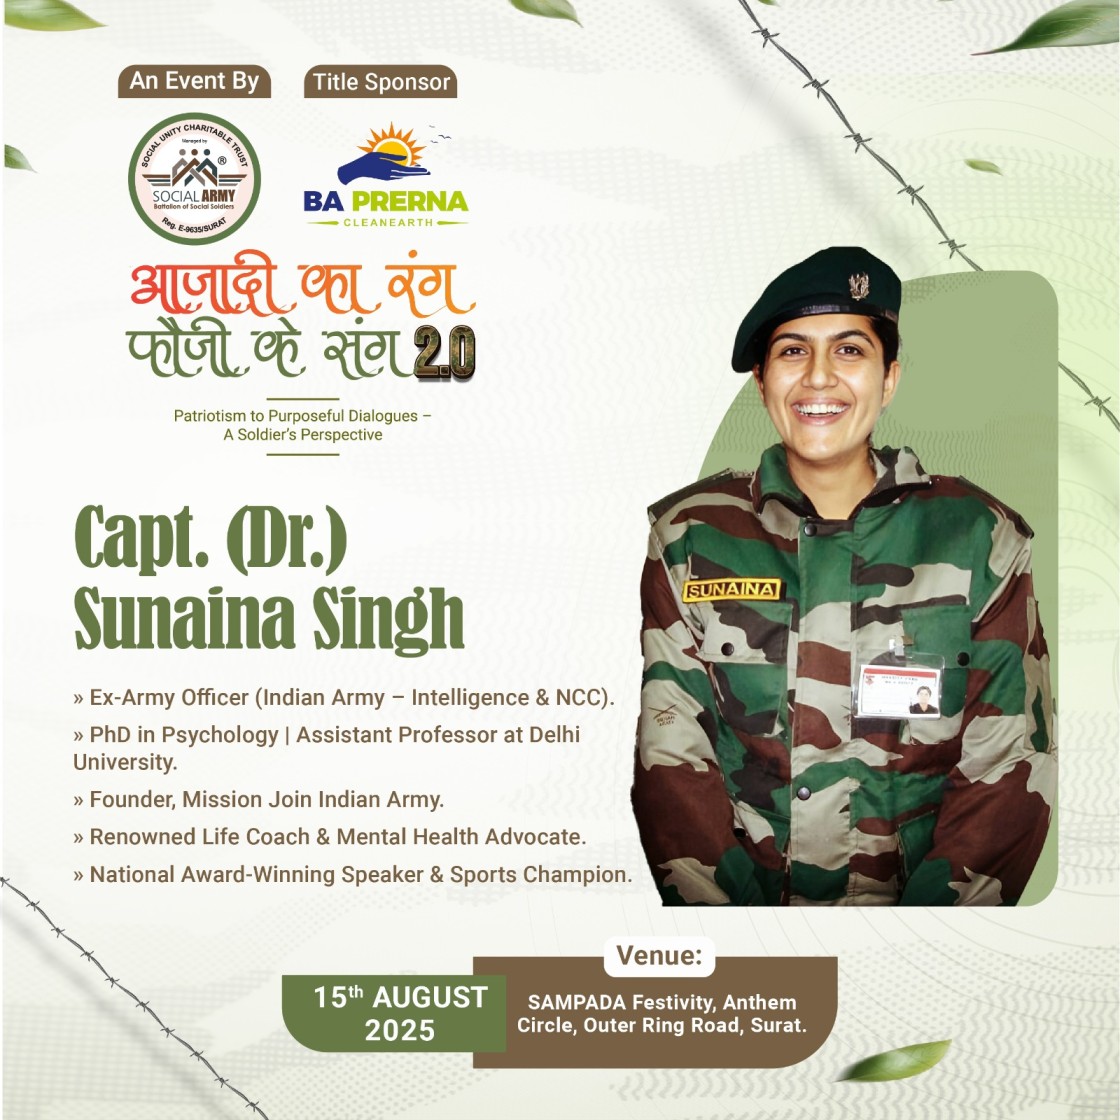 An Event By
Title Sponsor
SOCIAL UNITY CHARITABLE TRUST
Managed by
®
SOCIAL ARMY
Battalion of Social Soldiers
Reg. E-9635/SURAT
BA PRERNA
CLEANEARTH
आज़ादी का रंग
फौजी के संग 2.0
Patriotism to Purposeful Dialogues –
A Soldier's Perspective
Capt. (Dr.)
Sunaina Singh
» Ex-Army Officer (Indian Army – Intelligence & NCC).
» PhD in Psychology | Assistant Professor at Delhi
University.
» Founder, Mission Join Indian Army.
» Renowned Life Coach & Mental Health Advocate.
» National Award-Winning Speaker & Sports Champion.
SUNAINA
Venue:
15th AUGUST
2025
SAMPADA Festivity, Anthem
Circle, Outer Ring Road, Surat.